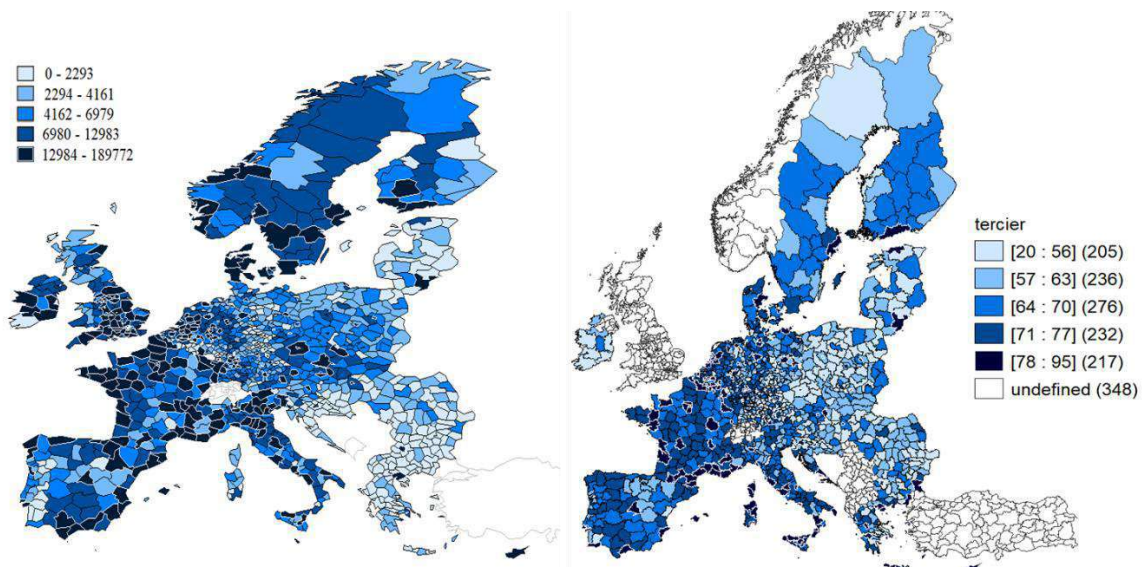 0 - 2293
2294 - 4161
4162 - 6979
6980 - 12983
12984 - 189772
tercier
[20 : 56] (205)
[57 : 63] (236)
[64 : 70] (276)
[71 : 77] (232)
[78 : 95] (217)
undefined (348)